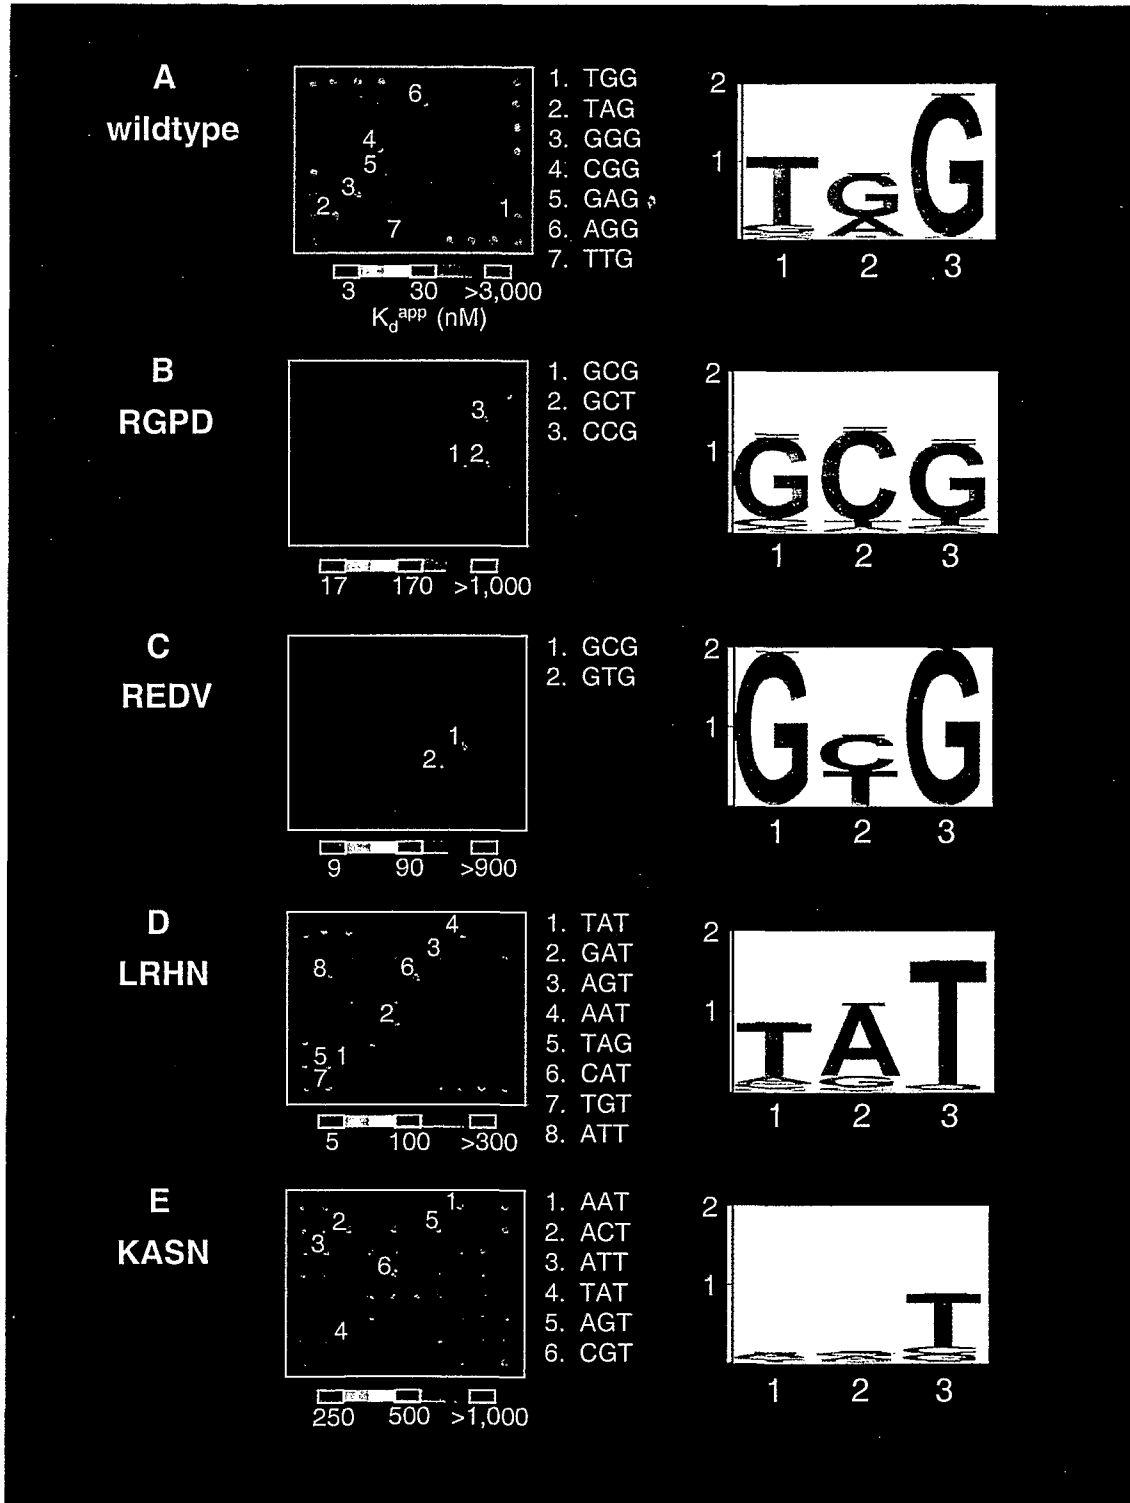 A
wildtype
6
4
5
3
2
1
7
3 30 >3,000
Kdapp (nM)
1. TGG
2. TAG
3. GGG
4. CGG
5. GAG
6. AGG
7. TTG
2
1
T G A G
1 2 3
B
RGPD
3
1 2
17 170 >1,000
1. GCG
2. GCT
3. CCG
2
1
G C G
1 2 3
C
REDV
1
2
9 90 >900
1. GCG
2. GTG
2
1
G C T G
1 2 3
D
LRHN
4
3
8 6
2
5 1
7
5 100 >300
1. TAT
2. GAT
3. AGT
4. AAT
5. TAG
6. CAT
7. TGT
8. ATT
2
1
T A T
1 2 3
E
KASN
1
2 5
3
6
4
250 500 >1,000
1. AAT
2. ACT
3. ATT
4. TAT
5. AGT
6. CGT
2
1
T
1 2 3